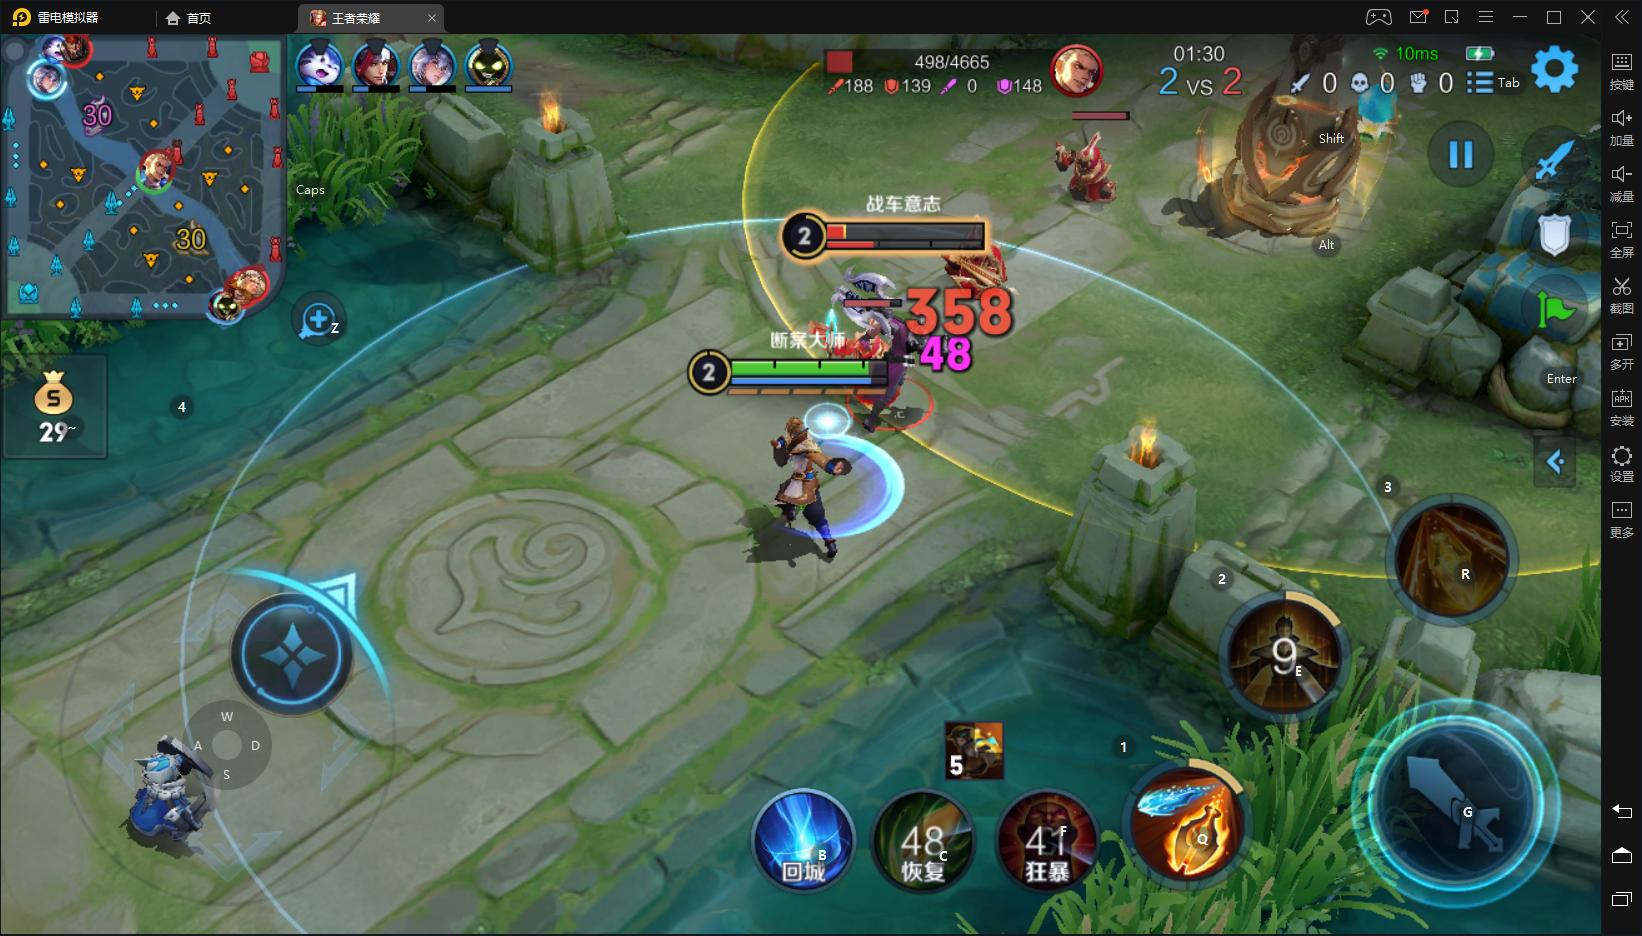 雷电模拟器
首页
王者荣耀
498/4665
188 139 0 148
01:30
2 VS 2
10ms
0 0 0
Tab
Shift
Alt
Caps
30
30
Z
29~
4
战车意志
2
358
48
断案大师
2
Enter
3
R
2
9
E
W
A
D
S
5
1
B
回城
48
C
恢复
41
F
狂暴
Q
G
按键
加量
减量
全屏
截图
多开
APK
安装
设置
更多